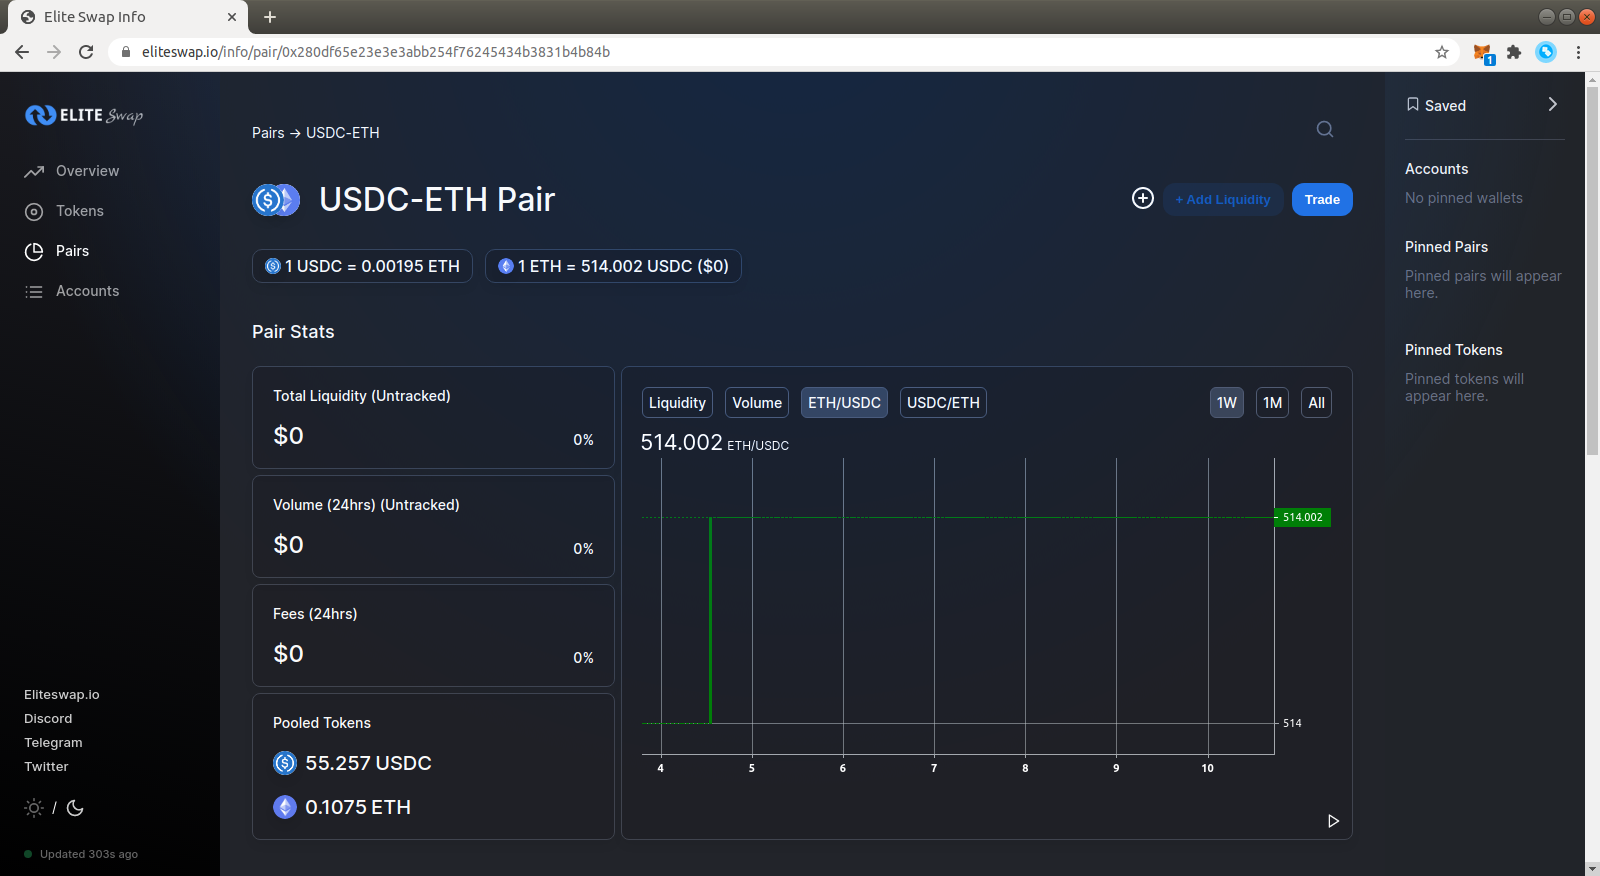 Elite Swap Info
eliteswap.io/info/pair/0x280df65e23e3e3abb254f76245434b3831b4b84b
1
ELITE Swap
Overview
Tokens
Pairs
Accounts
Eliteswap.io
Discord
Telegram
Twitter
/
Updated 303s ago
Pairs → USDC-ETH
USDC-ETH Pair
+ Add Liquidity
Trade
1 USDC = 0.00195 ETH
1 ETH = 514.002 USDC ($0)
Pair Stats
Total Liquidity (Untracked)
$0
0%
Volume (24hrs) (Untracked)
$0
0%
Fees (24hrs)
$0
0%
Pooled Tokens
55.257 USDC
0.1075 ETH
Liquidity
Volume
ETH/USDC
USDC/ETH
1W
1M
All
514.002 ETH/USDC
514.002
514
4 5 6 7 8 9 10
Saved
Accounts
No pinned wallets
Pinned Pairs
Pinned pairs will appear
here.
Pinned Tokens
Pinned tokens will
appear here.